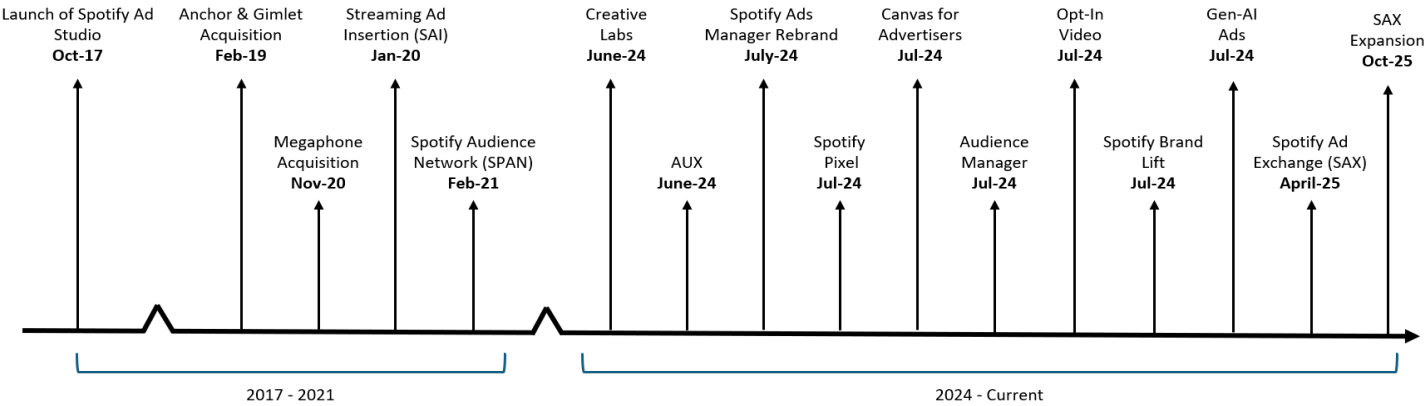 Launch of Spotify Ad
Studio
Oct-17
Anchor & Gimlet
Acquisition
Feb-19
Megaphone
Acquisition
Nov-20
Streaming Ad
Insertion (SAI)
Jan-20
Spotify Audience
Network (SPAN)
Feb-21
Creative
Labs
June-24
AUX
June-24
Spotify Ads
Manager Rebrand
July-24
Spotify
Pixel
Jul-24
Canvas for
Advertisers
Jul-24
Audience
Manager
Jul-24
Opt-In
Video
Jul-24
Spotify Brand
Lift
Jul-24
Gen-AI
Ads
Jul-24
Spotify Ad
Exchange (SAX)
April-25
SAX
Expansion
Oct-25
2017 - 2021
2024 - Current